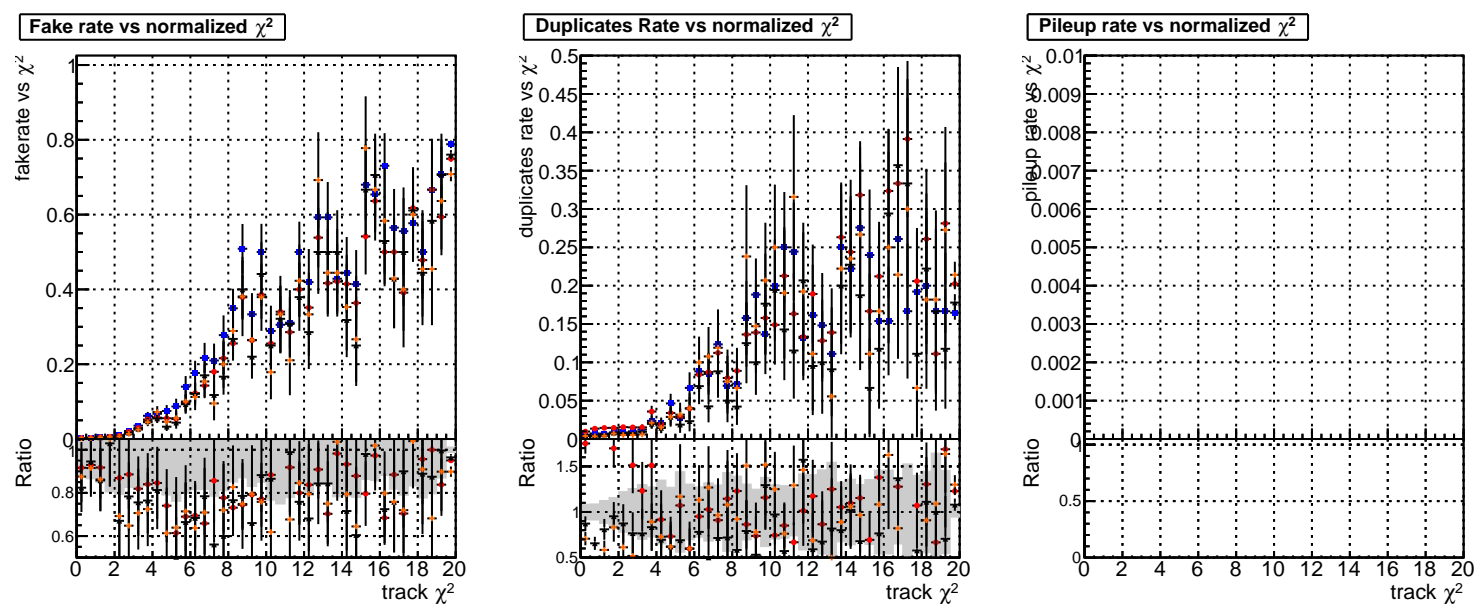 Fake rate vs normalized χ²
fakerate vs χ²
1
0.8
0.6
0.4
0.2
0
Ratio
1
0.8
0.6
0 2 4 6 8 10 12 14 16 18 20
track χ²
Duplicates Rate vs normalized χ²
duplicates rate vs χ²
0.5
0.45
0.4
0.35
0.3
0.25
0.2
0.15
0.1
0.05
0
Ratio
1.5
1
0.5
0 2 4 6 8 10 12 14 16 18 20
track χ²
Pileup rate vs normalized χ²
pileup rate vs χ²
0.01
0.009
0.008
0.007
0.006
0.005
0.004
0.003
0.002
0.001
0
Ratio
1
0.5
0
0 2 4 6 8 10 12 14 16 18 20
track χ²